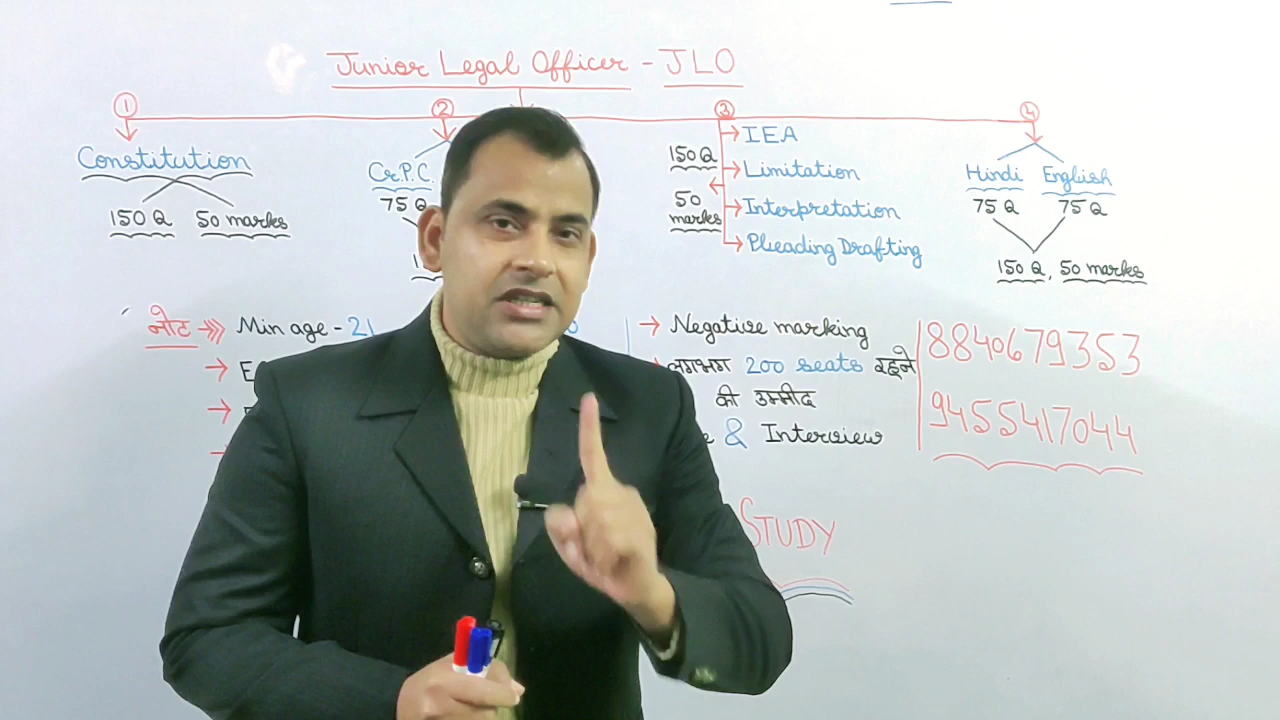 Junior Legal Officer - JLO
1 2 3 4
Constitution
150 Q 50 marks
Cr.P.C.
75 Q
150 Q
50 marks
IEA
Limitation
Interpretation
Pleading Drafting
Hindi English
75 Q 75 Q
150 Q, 50 marks
नोट Min age - 21
Negative marking
लगभग 200 seats रहने
की उम्मीद
& Interview
8840679353
9455417044
STUDY